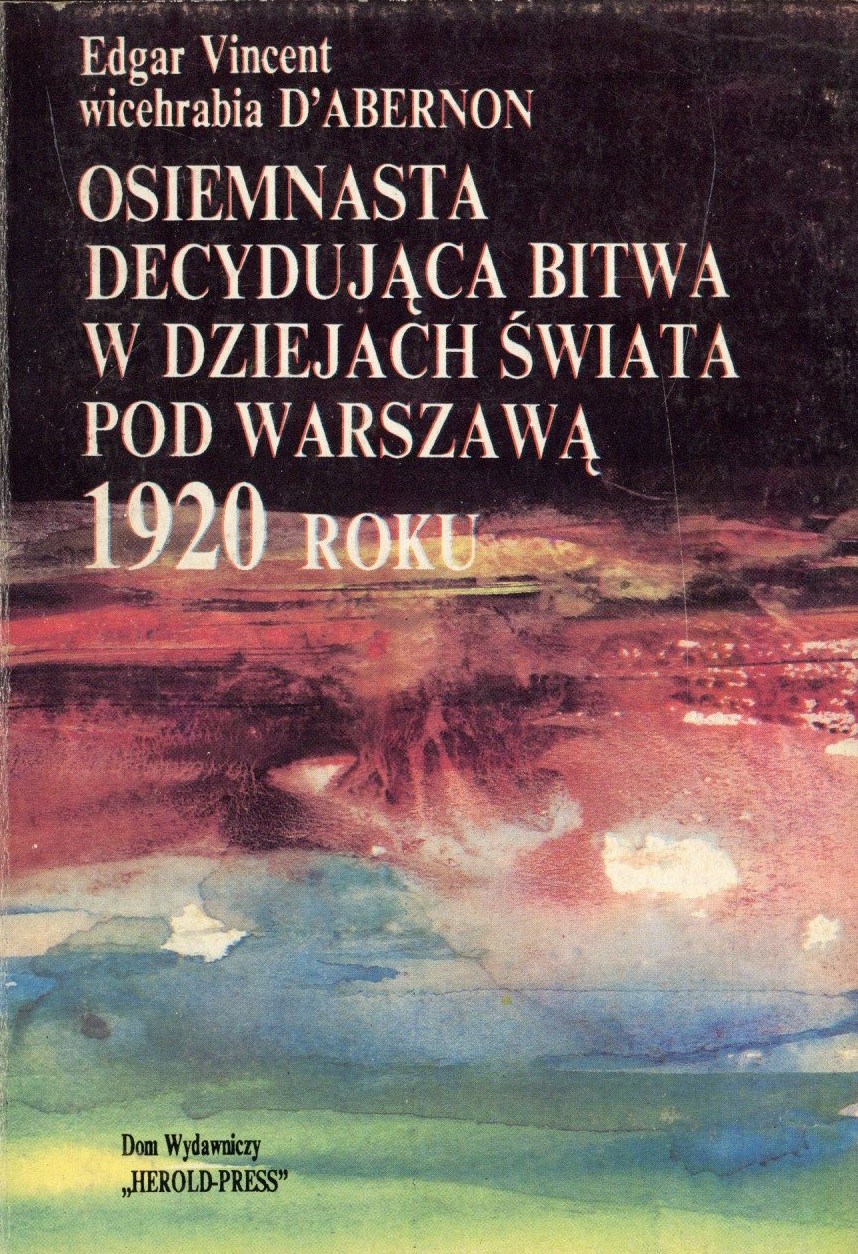 Edgar Vincent
wicehrabia D'ABERNON
OSIEMNASTA
DECYDUJĄCA BITWA
W DZIEJACH ŚWIATA
POD WARSZAWĄ
1920 ROKU
Dom Wydawniczy
„HEROLD-PRESS”